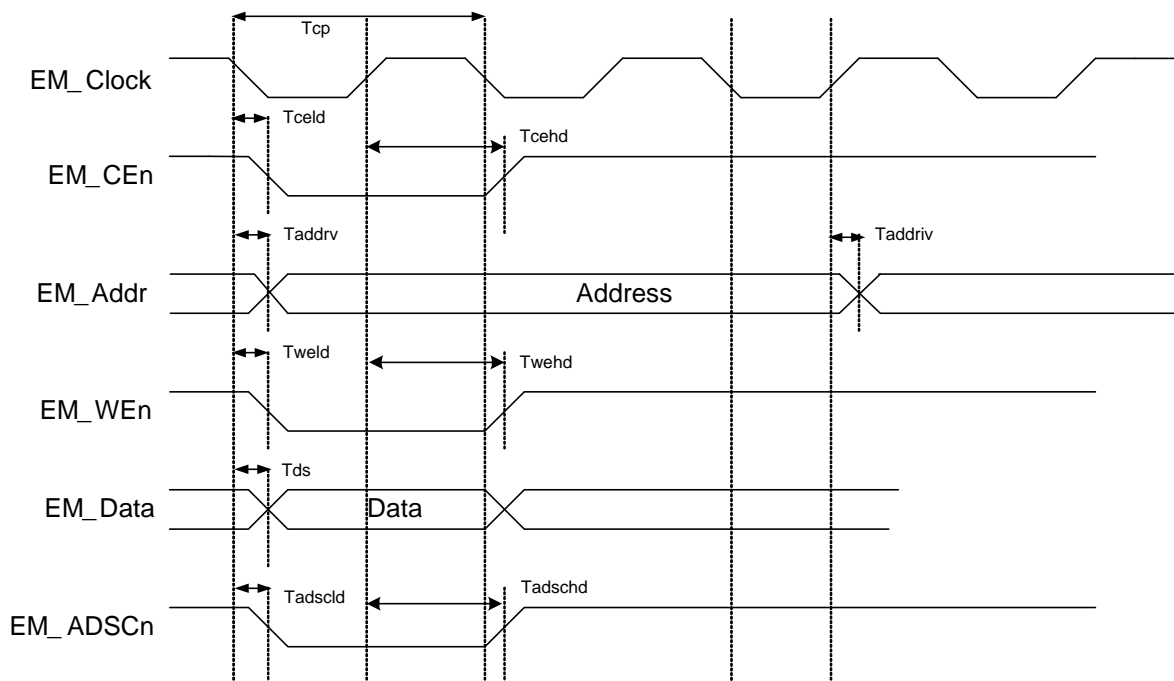 Tcp
EM_Clock
Tceld
Tcehd
EM_CEn
Taddrv
Taddriv
EM_Addr
Address
Tweld
Twehd
EM_WEn
Tds
EM_Data
Data
Tadscld
Tadschd
EM_ADSCn